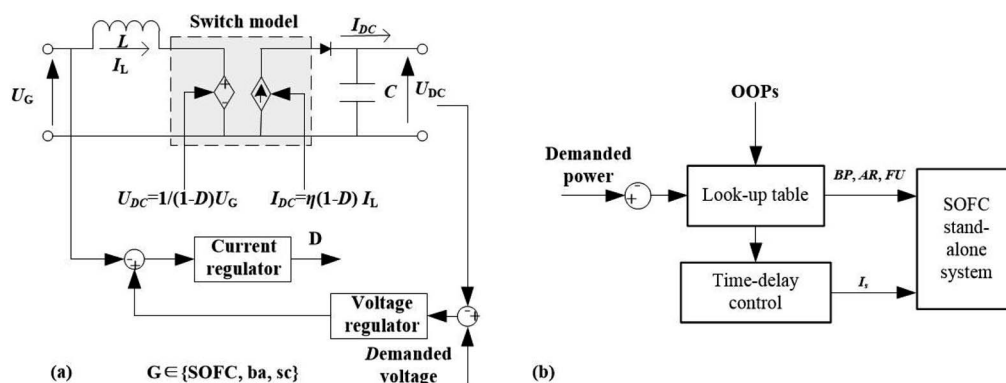 Switch model
L
I_L
I_DC
U_G
+
-
C
U_DC
U_DC=1/(1-D)U_G
I_DC=η(1-D) I_L
Current
regulator
D
-
+
Voltage
regulator
-
+
Demanded
voltage
(a)
G∈{SOFC, ba, sc}
OOPs
Demanded
power
-
+
Look-up table
BP, AR, FU
SOFC
stand-
alone
system
Time-delay
control
I_s
(b)